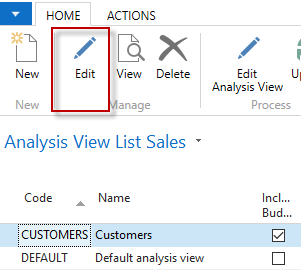 HOME ACTIONS
New Edit View Delete Edit
Analysis View
New Manage Process
Analysis View List Sales
Code Name Incl...
Bud...
CUSTOMERS Customers
DEFAULT Default analysis view